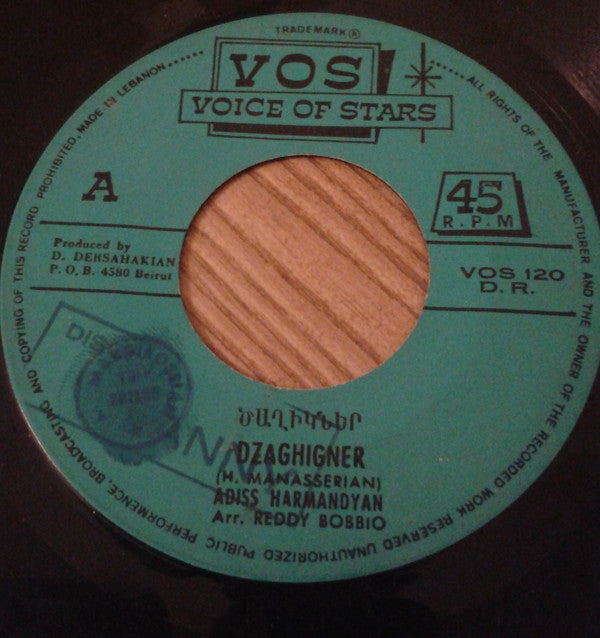 TRADEMARK®
VOS
VOICE OF STARS
A
45
R.P.M
Produced by
D. DERSAHAKIAN
P. O. B. 4580 Beirut
VOS 120
D. R.
ԾԱՂԻԿՆԵՐ
DZAGHIGNER
(H. MANASSERIAN)
ADISS HARMANDYAN
Arr. REDDY BOBBIO
ALL RIGHTS OF THE MANUFACTURER AND THE OWNER OF THE RECORDED WORK RESERVED UNAUTHORIZED PUBLIC PERFORMENCE, BROADCASTING AND COPYING OF THIS RECORD PROHIBITED. MADE IN LEBANON